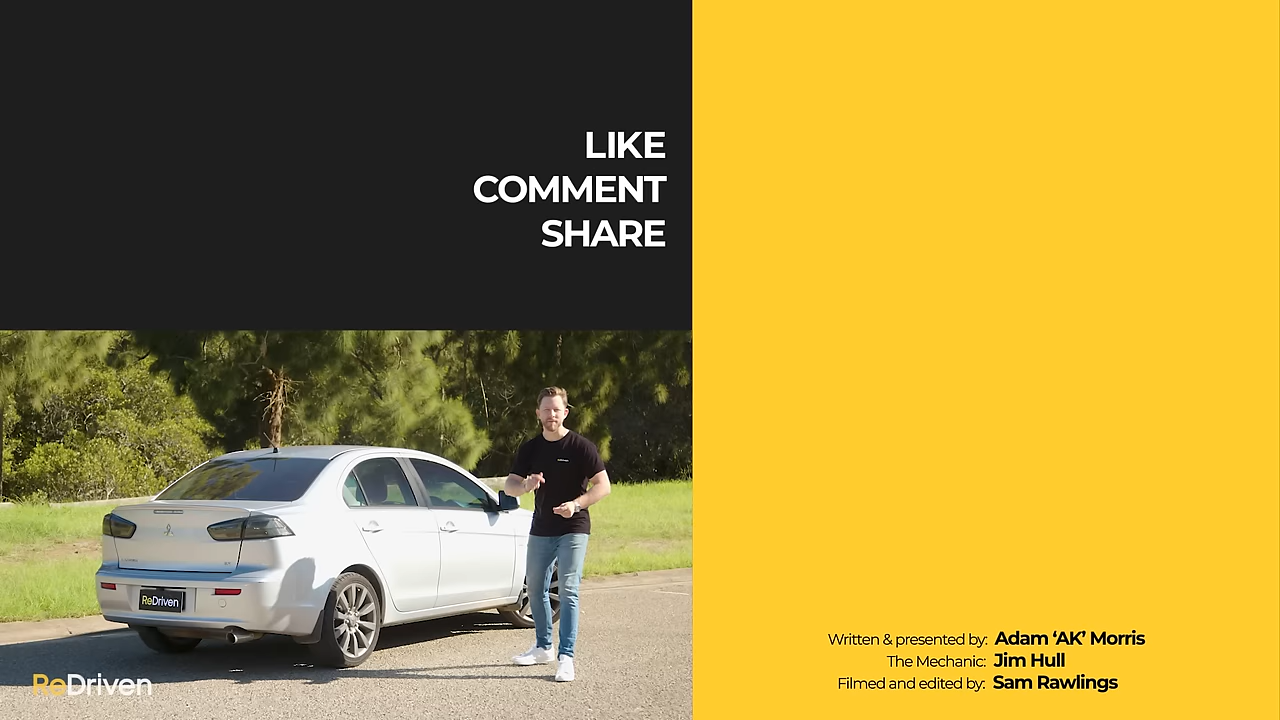 LIKE
COMMENT
SHARE
ReDriven
ReDriven
Written & presented by: Adam ‘AK’ Morris
The Mechanic: Jim Hull
Filmed and edited by: Sam Rawlings